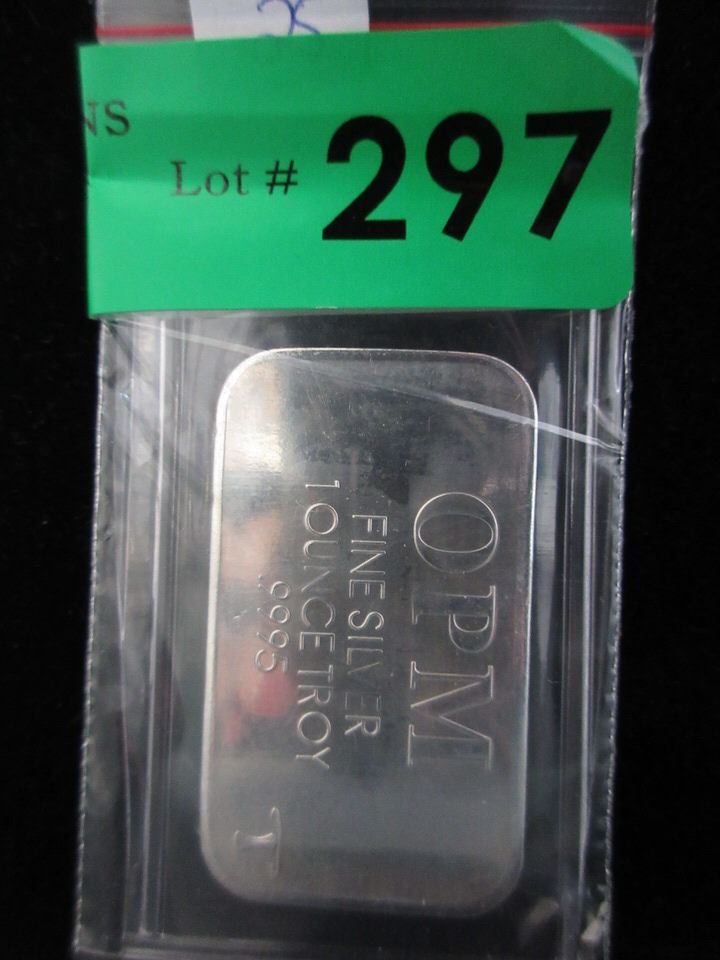 NS
Lot # 297
OPM
FINE SILVER
1 OUNCE TROY
.9995
T